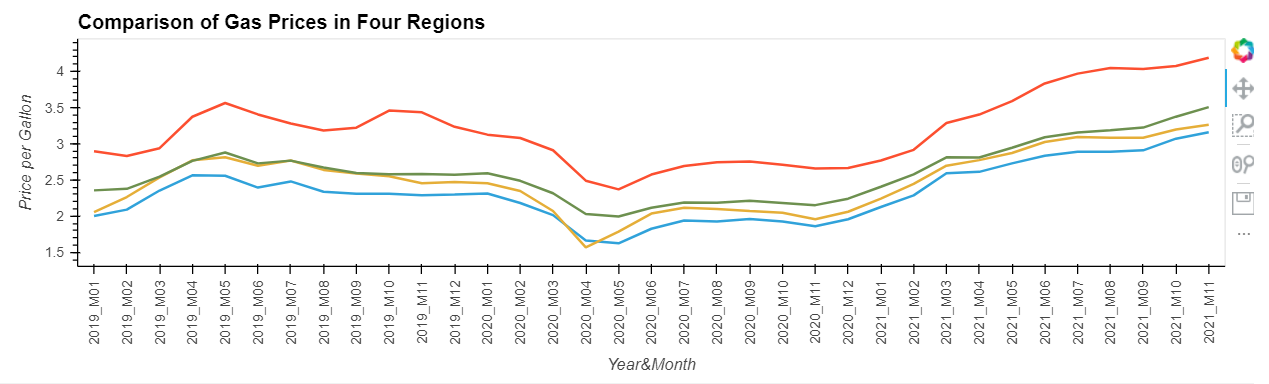 Comparison of Gas Prices in Four Regions
4
3.5
3
2.5
2
1.5
Price per Gallon
2019_M01
2019_M02
2019_M03
2019_M04
2019_M05
2019_M06
2019_M07
2019_M08
2019_M09
2019_M10
2019_M11
2019_M12
2020_M01
2020_M02
2020_M03
2020_M04
2020_M05
2020_M06
2020_M07
2020_M08
2020_M09
2020_M10
2020_M11
2020_M12
2021_M01
2021_M02
2021_M03
2021_M04
2021_M05
2021_M06
2021_M07
2021_M08
2021_M09
2021_M10
2021_M11
Year&Month